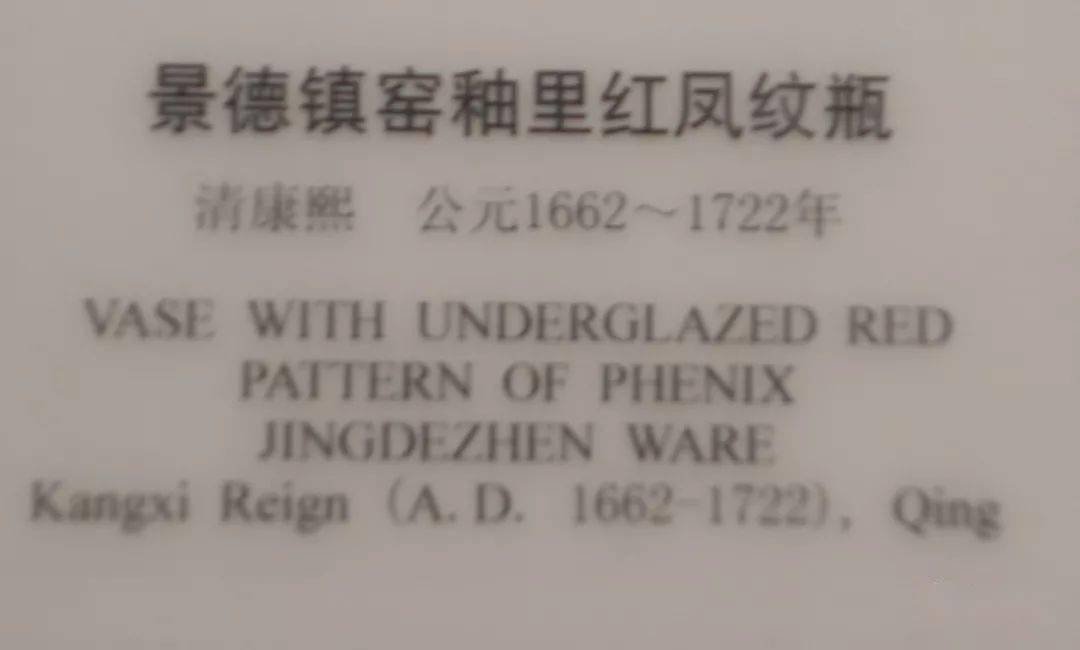 景德镇窑釉里红凤纹瓶
清康熙 公元1662～1722年
VASE WITH UNDERGLAZED RED
PATTERN OF PHENIX
JINGDEZHEN WARE
Kangxi Reign (A.D. 1662-1722), Qing